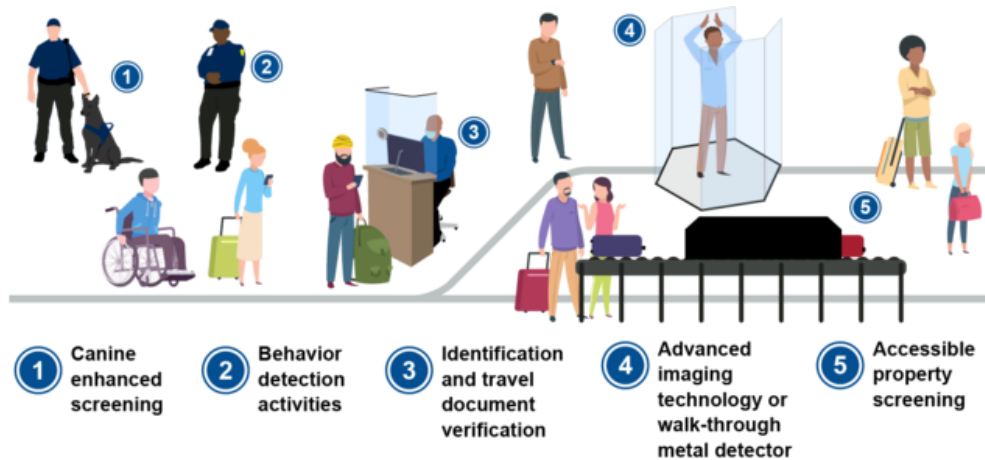 1
2
3
4
5
1 Canine
enhanced
screening
2 Behavior
detection
activities
3 Identification
and travel
document
verification
4 Advanced
imaging
technology or
walk-through
metal detector
5 Accessible
property
screening